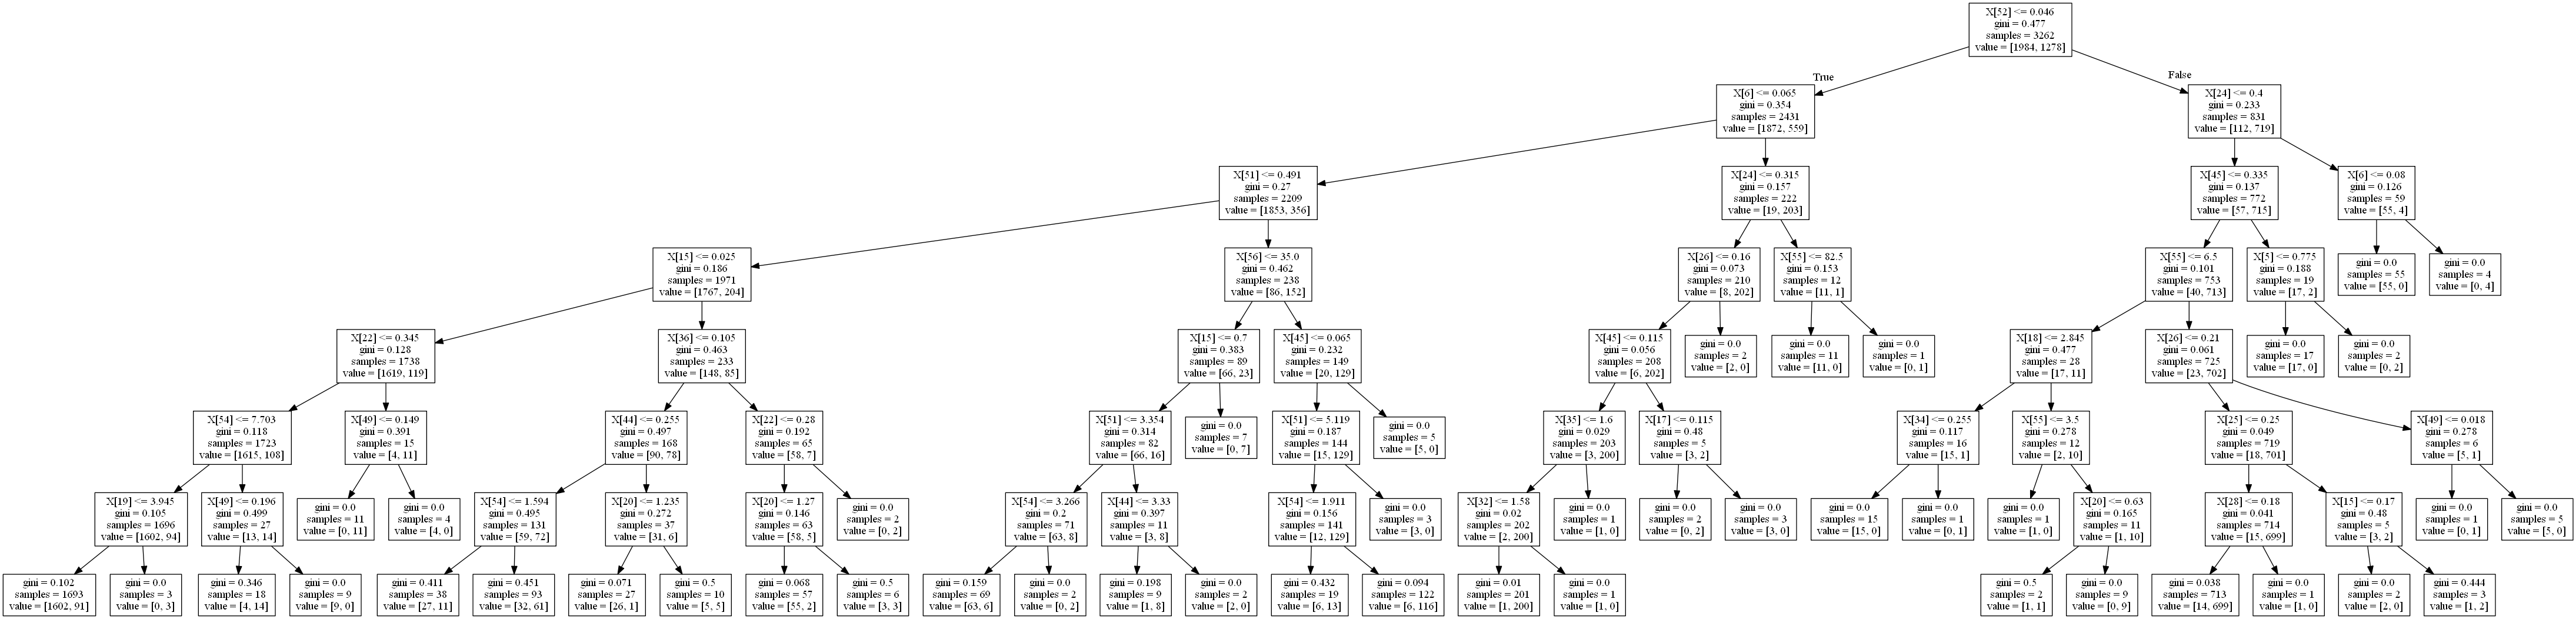 X[52] <= 0.046
gini = 0.477
samples = 3262
value = [1984, 1278]
True
False
X[6] <= 0.065
gini = 0.354
samples = 2431
value = [1872, 559]
X[24] <= 0.4
gini = 0.233
samples = 831
value = [112, 719]
X[51] <= 0.491
gini = 0.27
samples = 2209
value = [1853, 356]
X[24] <= 0.315
gini = 0.157
samples = 222
value = [19, 203]
X[45] <= 0.335
gini = 0.137
samples = 772
value = [57, 715]
X[6] <= 0.08
gini = 0.126
samples = 59
value = [55, 4]
X[15] <= 0.025
gini = 0.186
samples = 1971
value = [1767, 204]
X[56] <= 35.0
gini = 0.462
samples = 238
value = [86, 152]
X[26] <= 0.16
gini = 0.073
samples = 210
value = [8, 202]
X[55] <= 82.5
gini = 0.153
samples = 12
value = [11, 1]
X[55] <= 6.5
gini = 0.101
samples = 753
value = [40, 713]
X[5] <= 0.775
gini = 0.188
samples = 19
value = [17, 2]
gini = 0.0
samples = 55
value = [55, 0]
gini = 0.0
samples = 4
value = [0, 4]
X[22] <= 0.345
gini = 0.128
samples = 1738
value = [1619, 119]
X[36] <= 0.105
gini = 0.463
samples = 233
value = [148, 85]
X[15] <= 0.7
gini = 0.383
samples = 89
value = [66, 23]
X[45] <= 0.065
gini = 0.232
samples = 149
value = [20, 129]
X[45] <= 0.115
gini = 0.056
samples = 208
value = [6, 202]
gini = 0.0
samples = 2
value = [2, 0]
gini = 0.0
samples = 11
value = [11, 0]
gini = 0.0
samples = 1
value = [0, 1]
X[18] <= 2.845
gini = 0.477
samples = 28
value = [17, 11]
X[26] <= 0.21
gini = 0.061
samples = 725
value = [23, 702]
gini = 0.0
samples = 17
value = [17, 0]
gini = 0.0
samples = 2
value = [0, 2]
X[54] <= 7.703
gini = 0.118
samples = 1723
value = [1615, 108]
X[49] <= 0.149
gini = 0.391
samples = 15
value = [4, 11]
X[44] <= 0.255
gini = 0.497
samples = 168
value = [90, 78]
X[22] <= 0.28
gini = 0.192
samples = 65
value = [58, 7]
X[51] <= 3.354
gini = 0.314
samples = 82
value = [66, 16]
gini = 0.0
samples = 7
value = [0, 7]
X[51] <= 5.119
gini = 0.187
samples = 144
value = [15, 129]
gini = 0.0
samples = 5
value = [5, 0]
X[35] <= 1.6
gini = 0.029
samples = 203
value = [3, 200]
X[17] <= 0.115
gini = 0.48
samples = 5
value = [3, 2]
X[34] <= 0.255
gini = 0.117
samples = 16
value = [15, 1]
X[55] <= 3.5
gini = 0.278
samples = 12
value = [2, 10]
X[25] <= 0.25
gini = 0.049
samples = 719
value = [18, 701]
X[49] <= 0.018
gini = 0.278
samples = 6
value = [5, 1]
X[19] <= 3.945
gini = 0.105
samples = 1696
value = [1602, 94]
X[49] <= 0.196
gini = 0.499
samples = 27
value = [13, 14]
gini = 0.0
samples = 11
value = [0, 11]
gini = 0.0
samples = 4
value = [4, 0]
X[54] <= 1.594
gini = 0.495
samples = 131
value = [59, 72]
X[20] <= 1.235
gini = 0.272
samples = 37
value = [31, 6]
X[20] <= 1.27
gini = 0.146
samples = 63
value = [58, 5]
gini = 0.0
samples = 2
value = [0, 2]
X[54] <= 3.266
gini = 0.2
samples = 71
value = [63, 8]
X[44] <= 3.33
gini = 0.397
samples = 11
value = [3, 8]
X[54] <= 1.911
gini = 0.156
samples = 141
value = [12, 129]
gini = 0.0
samples = 3
value = [3, 0]
X[32] <= 1.58
gini = 0.02
samples = 202
value = [2, 200]
gini = 0.0
samples = 1
value = [1, 0]
gini = 0.0
samples = 2
value = [0, 2]
gini = 0.0
samples = 3
value = [3, 0]
gini = 0.0
samples = 15
value = [15, 0]
gini = 0.0
samples = 1
value = [0, 1]
gini = 0.0
samples = 1
value = [1, 0]
X[20] <= 0.63
gini = 0.165
samples = 11
value = [1, 10]
X[28] <= 0.18
gini = 0.041
samples = 714
value = [15, 699]
X[15] <= 0.17
gini = 0.48
samples = 5
value = [3, 2]
gini = 0.0
samples = 1
value = [0, 1]
gini = 0.0
samples = 5
value = [5, 0]
gini = 0.102
samples = 1693
value = [1602, 91]
gini = 0.0
samples = 3
value = [0, 3]
gini = 0.346
samples = 18
value = [4, 14]
gini = 0.0
samples = 9
value = [9, 0]
gini = 0.411
samples = 38
value = [27, 11]
gini = 0.451
samples = 93
value = [32, 61]
gini = 0.071
samples = 27
value = [26, 1]
gini = 0.5
samples = 10
value = [5, 5]
gini = 0.068
samples = 57
value = [55, 2]
gini = 0.5
samples = 6
value = [3, 3]
gini = 0.159
samples = 69
value = [63, 6]
gini = 0.0
samples = 2
value = [0, 2]
gini = 0.198
samples = 9
value = [1, 8]
gini = 0.0
samples = 2
value = [2, 0]
gini = 0.432
samples = 19
value = [6, 13]
gini = 0.094
samples = 122
value = [6, 116]
gini = 0.01
samples = 201
value = [1, 200]
gini = 0.0
samples = 1
value = [1, 0]
gini = 0.5
samples = 2
value = [1, 1]
gini = 0.0
samples = 9
value = [0, 9]
gini = 0.038
samples = 713
value = [14, 699]
gini = 0.0
samples = 1
value = [1, 0]
gini = 0.0
samples = 2
value = [2, 0]
gini = 0.444
samples = 3
value = [1, 2]